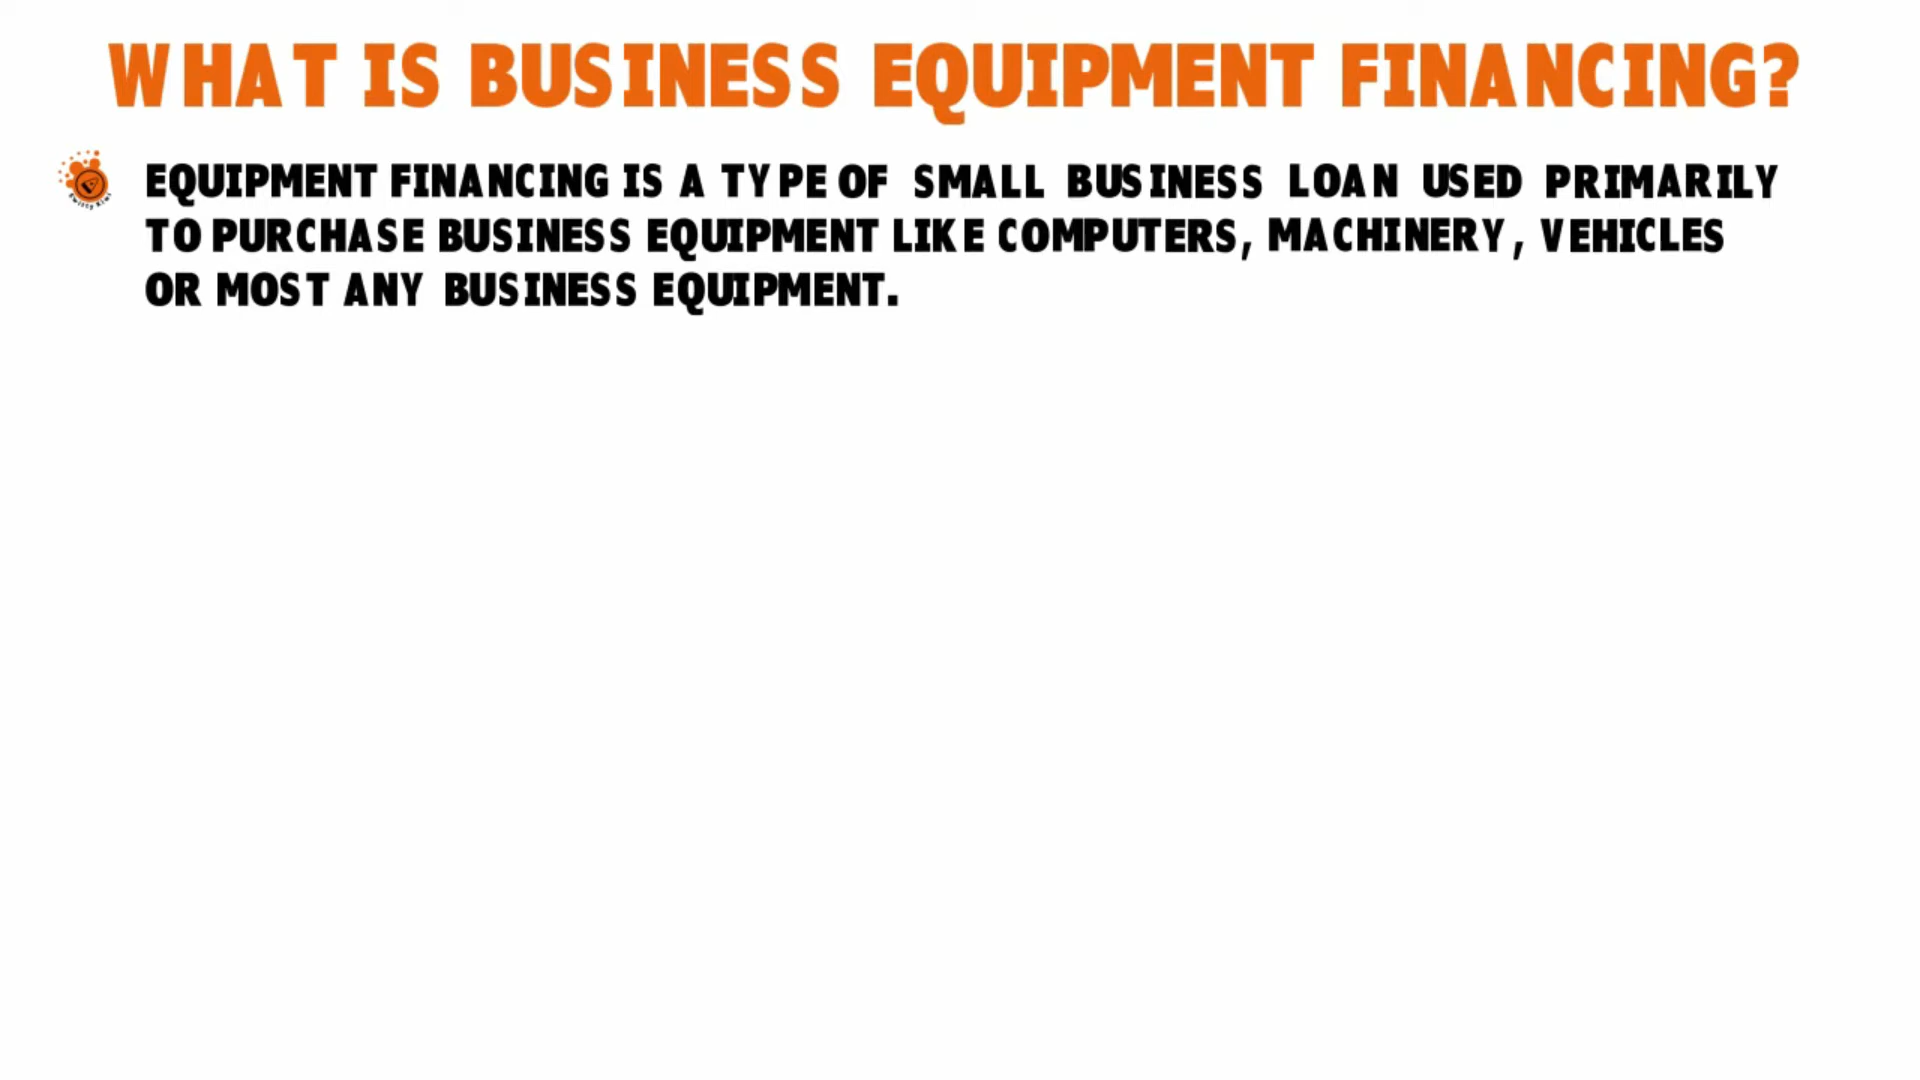 WHAT IS BUSINESS EQUIPMENT FINANCING?
EQUIPMENT FINANCING IS A TYPE OF SMALL BUSINESS LOAN USED PRIMARILY
TO PURCHASE BUSINESS EQUIPMENT LIKE COMPUTERS, MACHINERY, VEHICLES
OR MOST ANY BUSINESS EQUIPMENT.